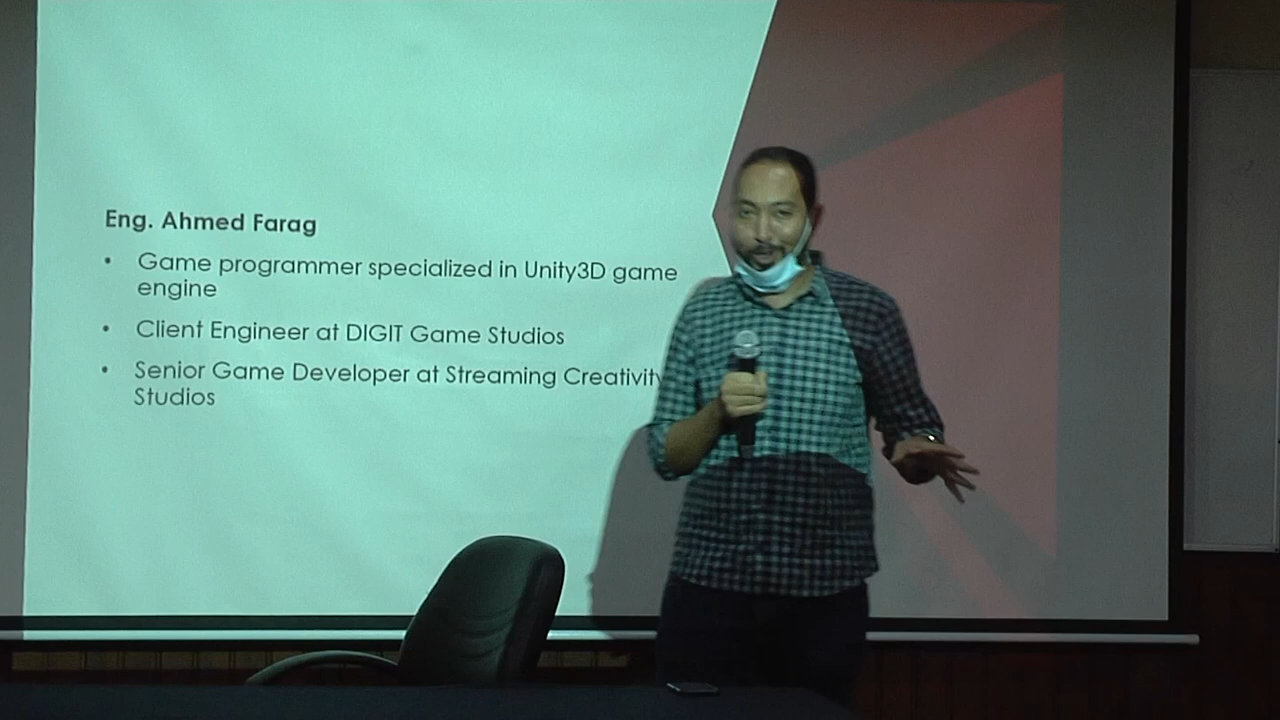 Eng. Ahmed Farag
• Game programmer specialized in Unity3D game
engine
• Client Engineer at DIGIT Game Studios
• Senior Game Developer at Streaming Creativity
Studios